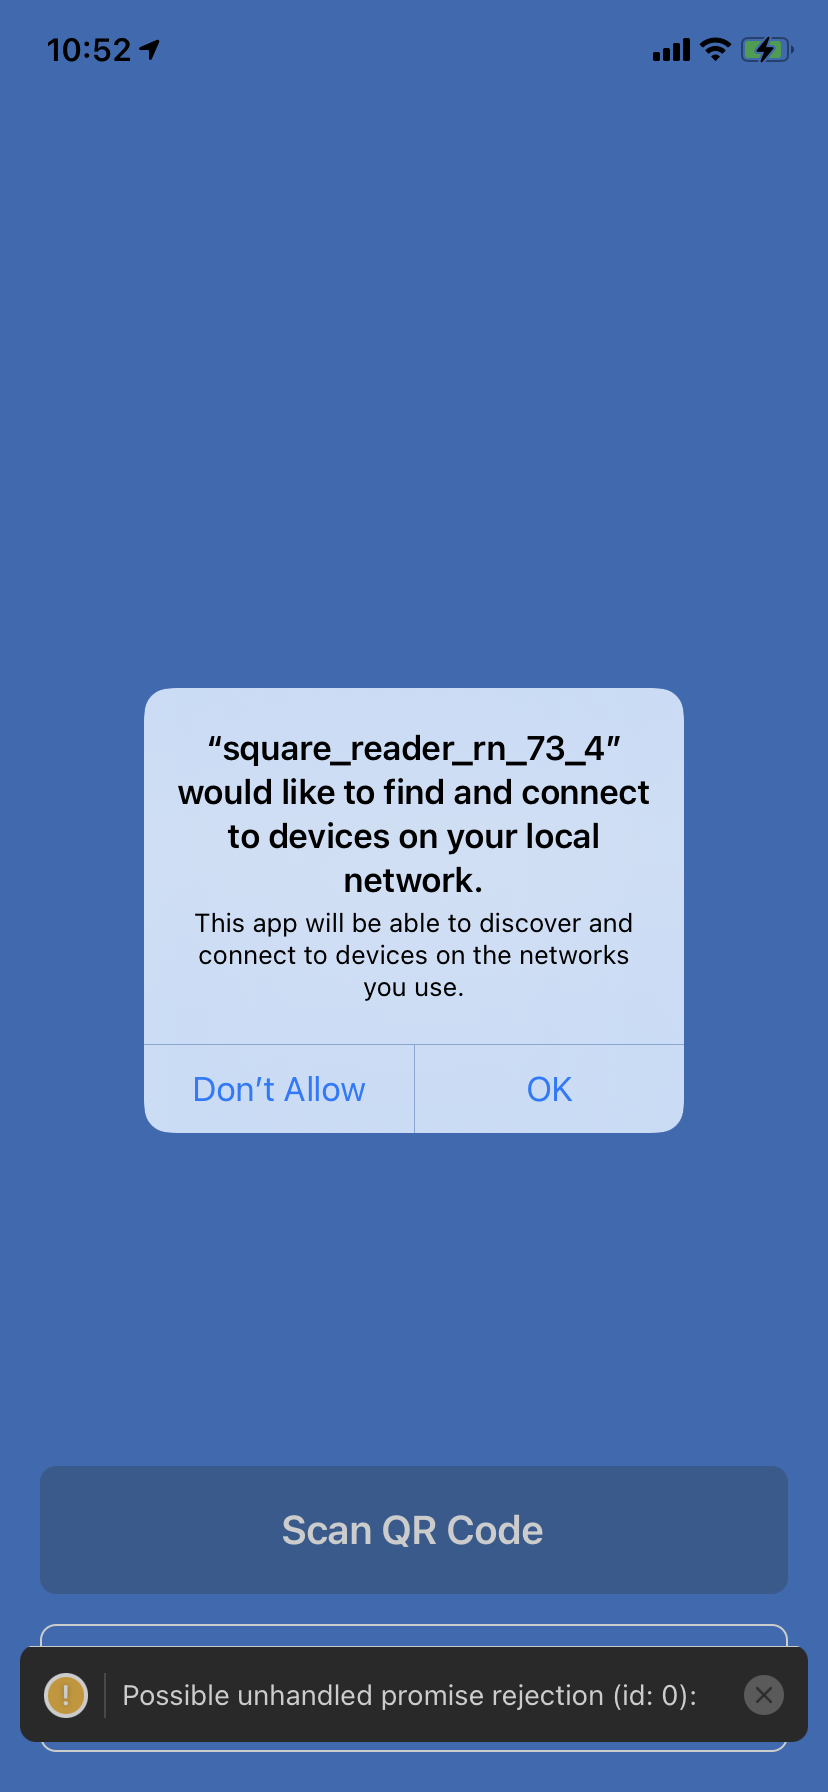 10:52
“square_reader_rn_73_4”
would like to find and connect
to devices on your local
network.
This app will be able to discover and
connect to devices on the networks
you use.
Don’t Allow
OK
Scan QR Code
Possible unhandled promise rejection (id: 0):